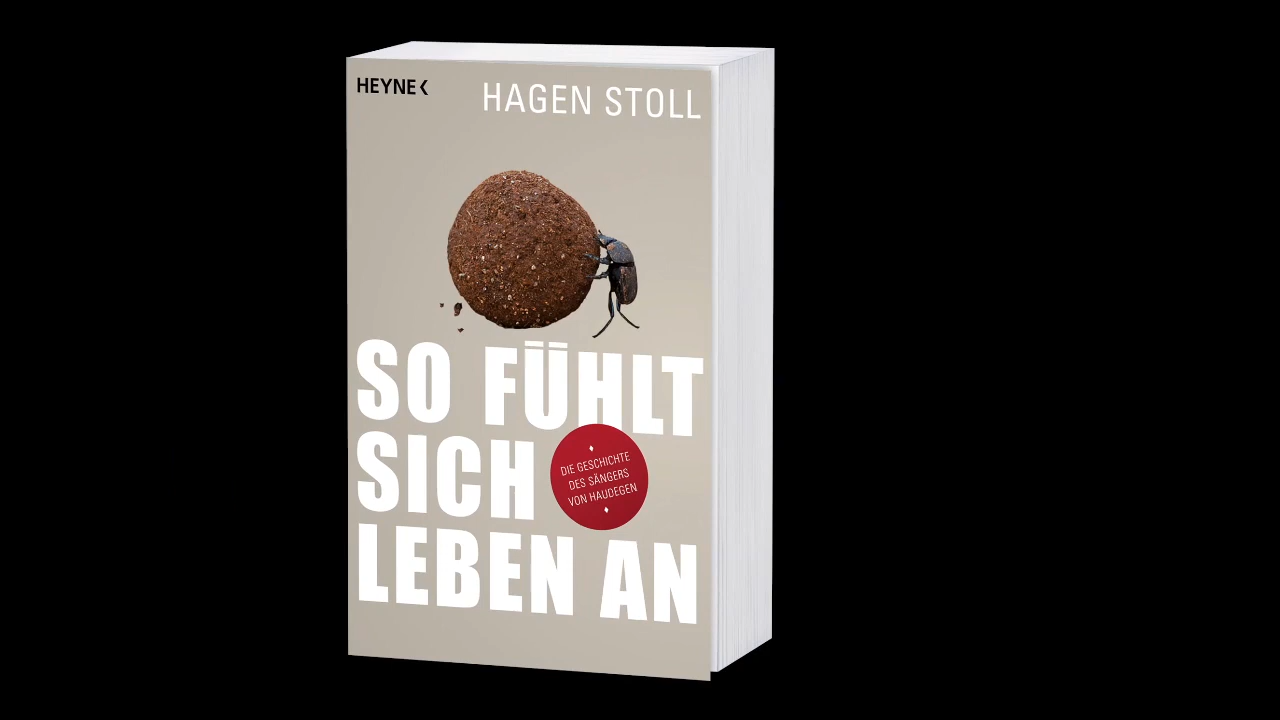 HEYNE
HAGEN STOLL
SO FÜHLT
SICH
LEBEN AN
DIE GESCHICHTE
DES SÄNGERS
VON HAUDEGEN